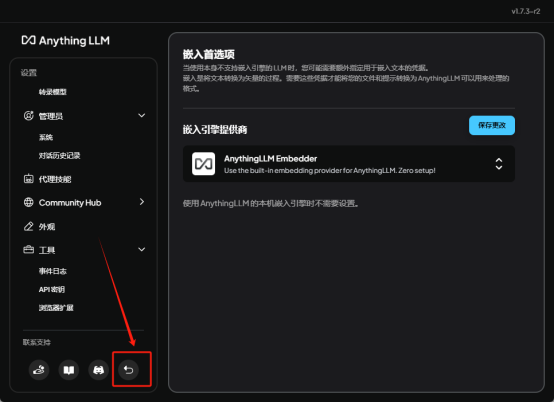 v1.7.3-r2
Anything LLM
设置
转录模型
管理员
系统
对话历史记录
代理技能
Community Hub
外观
工具
事件日志
API 密钥
浏览器扩展
联系支持
嵌入首选项
当使用本身不支持嵌入引擎的 LLM 时，您可能需要额外指定用于嵌入文本的凭据。
嵌入是将文本转换为矢量的过程。需要这些凭据才能将您的文件和提示转换为 AnythingLLM 可以用来处理的
格式。
嵌入引擎提供商
保存更改
AnythingLLM Embedder
Use the built-in embedding provider for AnythingLLM. Zero setup!
使用 AnythingLLM 的本机嵌入引擎时不需要设置。